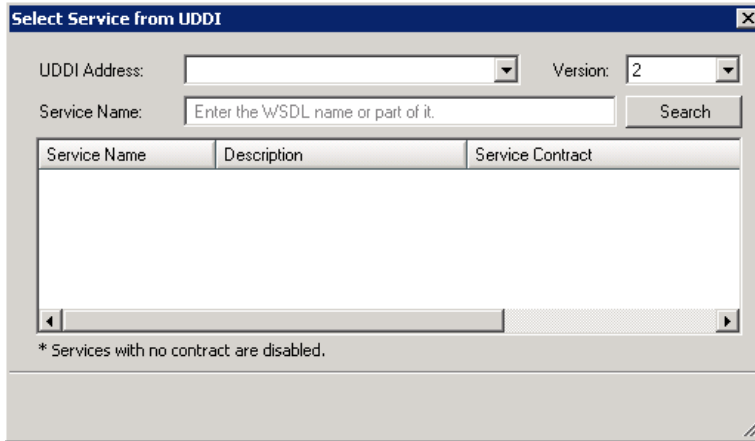 Select Service from UDDI
UDDI Address: Version: 2
Service Name: Enter the WSDL name or part of it. Search
Service Name Description Service Contract
* Services with no contract are disabled.